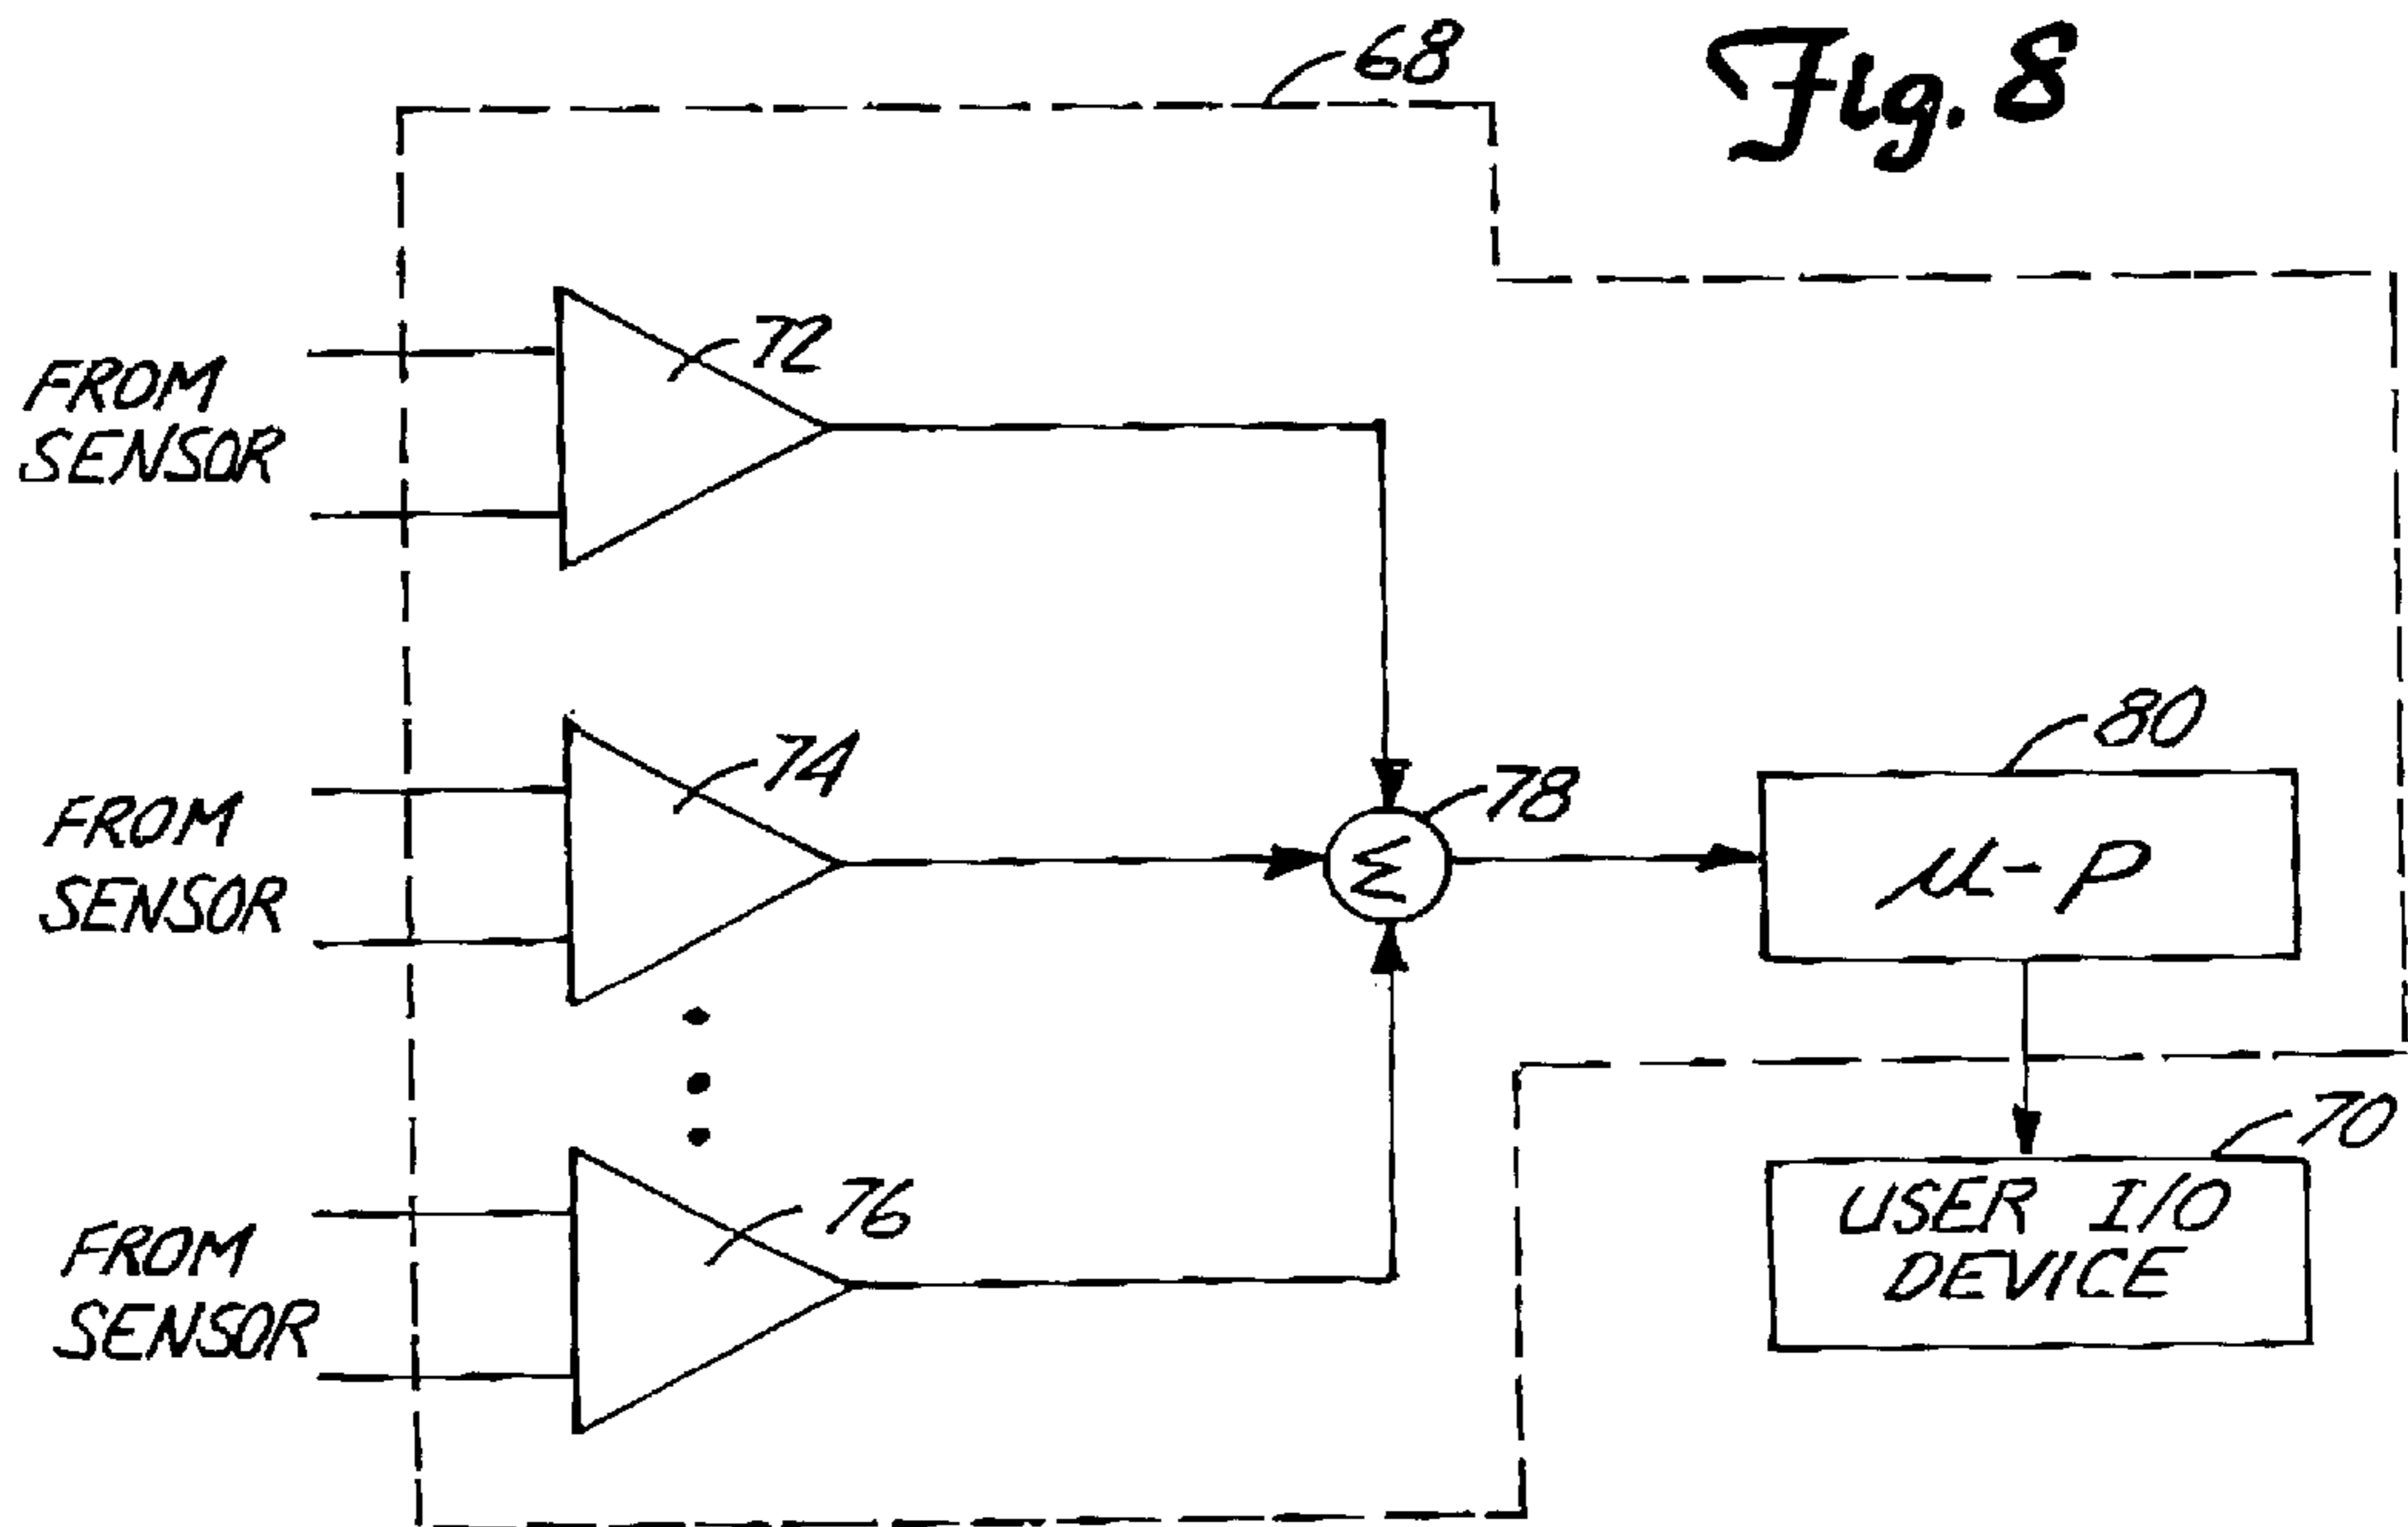 Fig. 8
68
FROM
SENSOR
72
FROM
SENSOR
74
78
Σ
80
μ-P
FROM
SENSOR
76
70
USER I/O
DEVICE